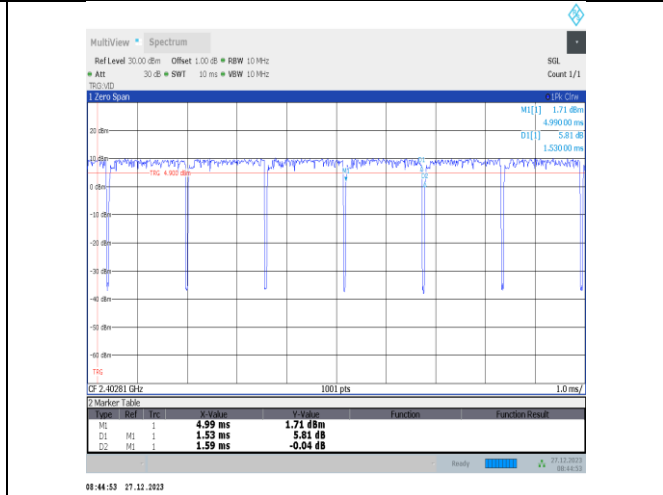 MultiView Spectrum
Ref Level 30.00 dBm Offset 1.00 dB RBW 10 MHz SGL
Att 30 dB SWT 10 ms VBW 10 MHz Count 1/1
TRG:VID
1 Zero Span 1Pk Clrw
M1[1] 1.71 dBm
4.990 00 ms
20 dBm D1[1] 5.81 dB
1.530 00 ms
10 dBm
M1
D2
TRG 4.900 dBm
0 dBm
-10 dBm
-20 dBm
-30 dBm
-40 dBm
-50 dBm
-60 dBm
TRG
CF 2.40281 GHz 1001 pts 1.0 ms/
2 Marker Table
Type Ref Trc X-Value Y-Value Function Function Result
M1 1 4.99 ms 1.71 dBm
D1 M1 1 1.53 ms 5.81 dB
D2 M1 1 1.59 ms -0.04 dB
Ready 27.12.2023
08:44:53
08:44:53 27.12.2023